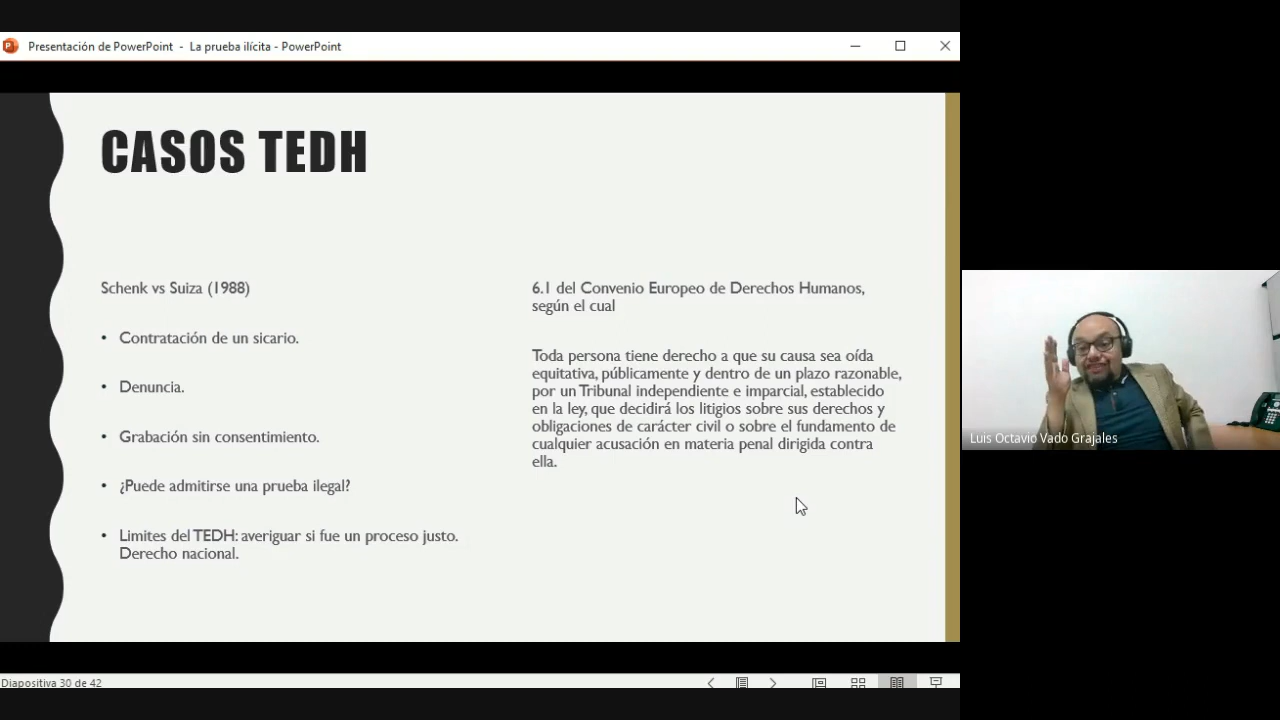 Presentación de PowerPoint - La prueba ilícita - PowerPoint
CASOS TEDH
Schenk vs Suiza (1988)
• Contratación de un sicario.
• Denuncia.
• Grabación sin consentimiento.
• ¿Puede admitirse una prueba ilegal?
• Limites del TEDH: averiguar si fue un proceso justo.
Derecho nacional.
6.1 del Convenio Europeo de Derechos Humanos,
según el cual
Toda persona tiene derecho a que su causa sea oída
equitativa, públicamente y dentro de un plazo razonable,
por un Tribunal independiente e imparcial, establecido
en la ley, que decidirá los litigios sobre sus derechos y
obligaciones de carácter civil o sobre el fundamento de
cualquier acusación en materia penal dirigida contra
ella.
Luis Octavio Vado Grajales
Diapositiva 30 de 42